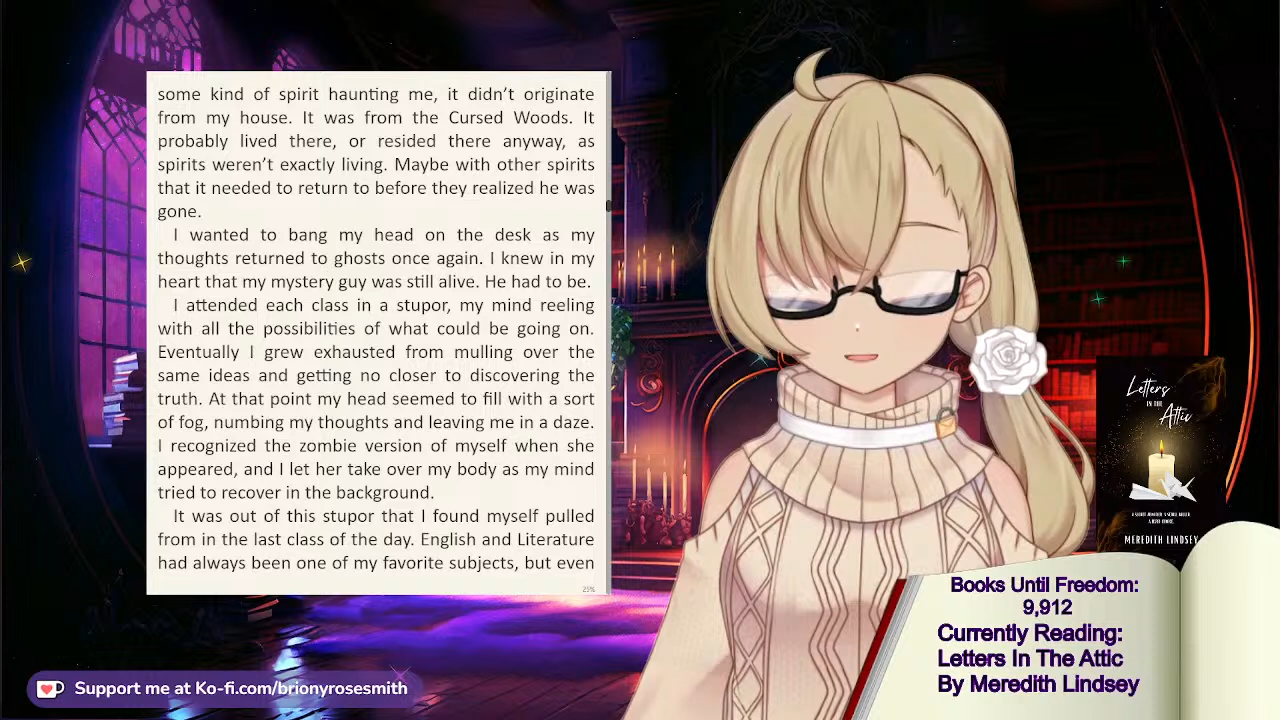 some kind of spirit haunting me, it didn't originate
from my house. It was from the Cursed Woods. It
probably lived there, or resided there anyway, as
spirits weren't exactly living. Maybe with other spirits
that it needed to return to before they realized he was
gone.
I wanted to bang my head on the desk as my
thoughts returned to ghosts once again. I knew in my
heart that my mystery guy was still alive. He had to be.
I attended each class in a stupor, my mind reeling
with all the possibilities of what could be going on.
Eventually I grew exhausted from mulling over the
same ideas and getting no closer to discovering the
truth. At that point my head seemed to fill with a sort
of fog, numbing my thoughts and leaving me in a daze.
I recognized the zombie version of myself when she
appeared, and I let her take over my body as my mind
tried to recover in the background.
It was out of this stupor that I found myself pulled
from in the last class of the day. English and Literature
had always been one of my favorite subjects, but even
23%
Letters
IN THE
Attic
MEREDITH LINDSEY
Books Until Freedom:
9,912
Currently Reading:
Letters In The Attic
By Meredith Lindsey
Support me at Ko-fi.com/brionyrosesmith